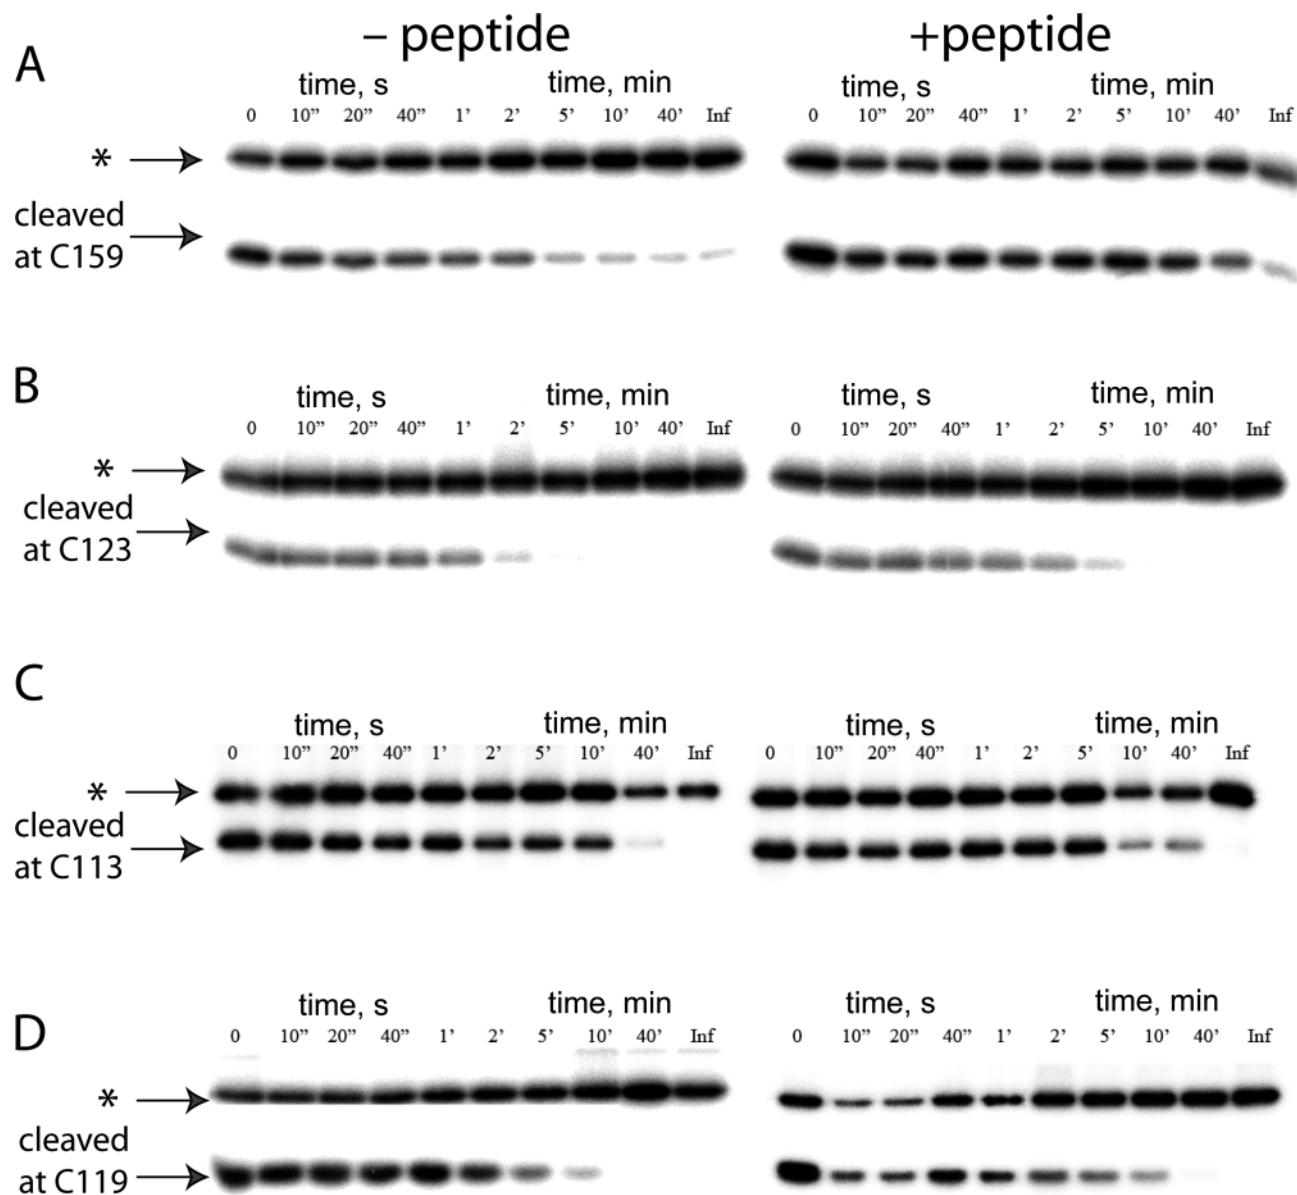 – peptide +peptide
A
time, s time, min time, s time, min
0 10” 20” 40” 1’ 2’ 5’ 10’ 40’ Inf 0 10” 20” 40” 1’ 2’ 5’ 10’ 40’ Inf
*
cleaved
at C159
B
time, s time, min time, s time, min
0 10” 20” 40” 1’ 2’ 5’ 10’ 40’ Inf 0 10” 20” 40” 1’ 2’ 5’ 10’ 40’ Inf
*
cleaved
at C123
C
time, s time, min time, s time, min
0 10” 20” 40” 1’ 2’ 5’ 10’ 40’ Inf 0 10” 20” 40” 1’ 2’ 5’ 10’ 40’ Inf
*
cleaved
at C113
D
time, s time, min time, s time, min
0 10” 20” 40” 1’ 2’ 5’ 10’ 40’ Inf 0 10” 20” 40” 1’ 2’ 5’ 10’ 40’ Inf
*
cleaved
at C119